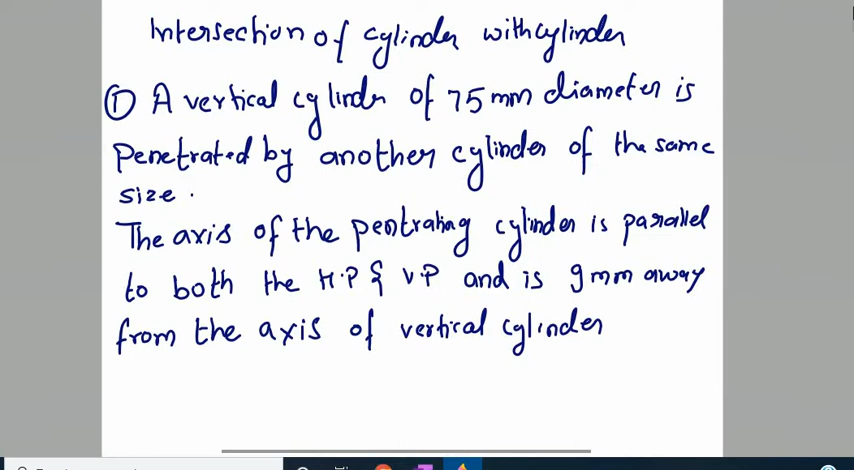 Intersection of cylinder with cylinder
① A vertical cylinder of 75mm diameter is
Penetrated by another cylinder of the same
size.
The axis of the pentrating cylinder is parallel
to both the H.P & V.P and is 9mm away
from the axis of vertical cylinder